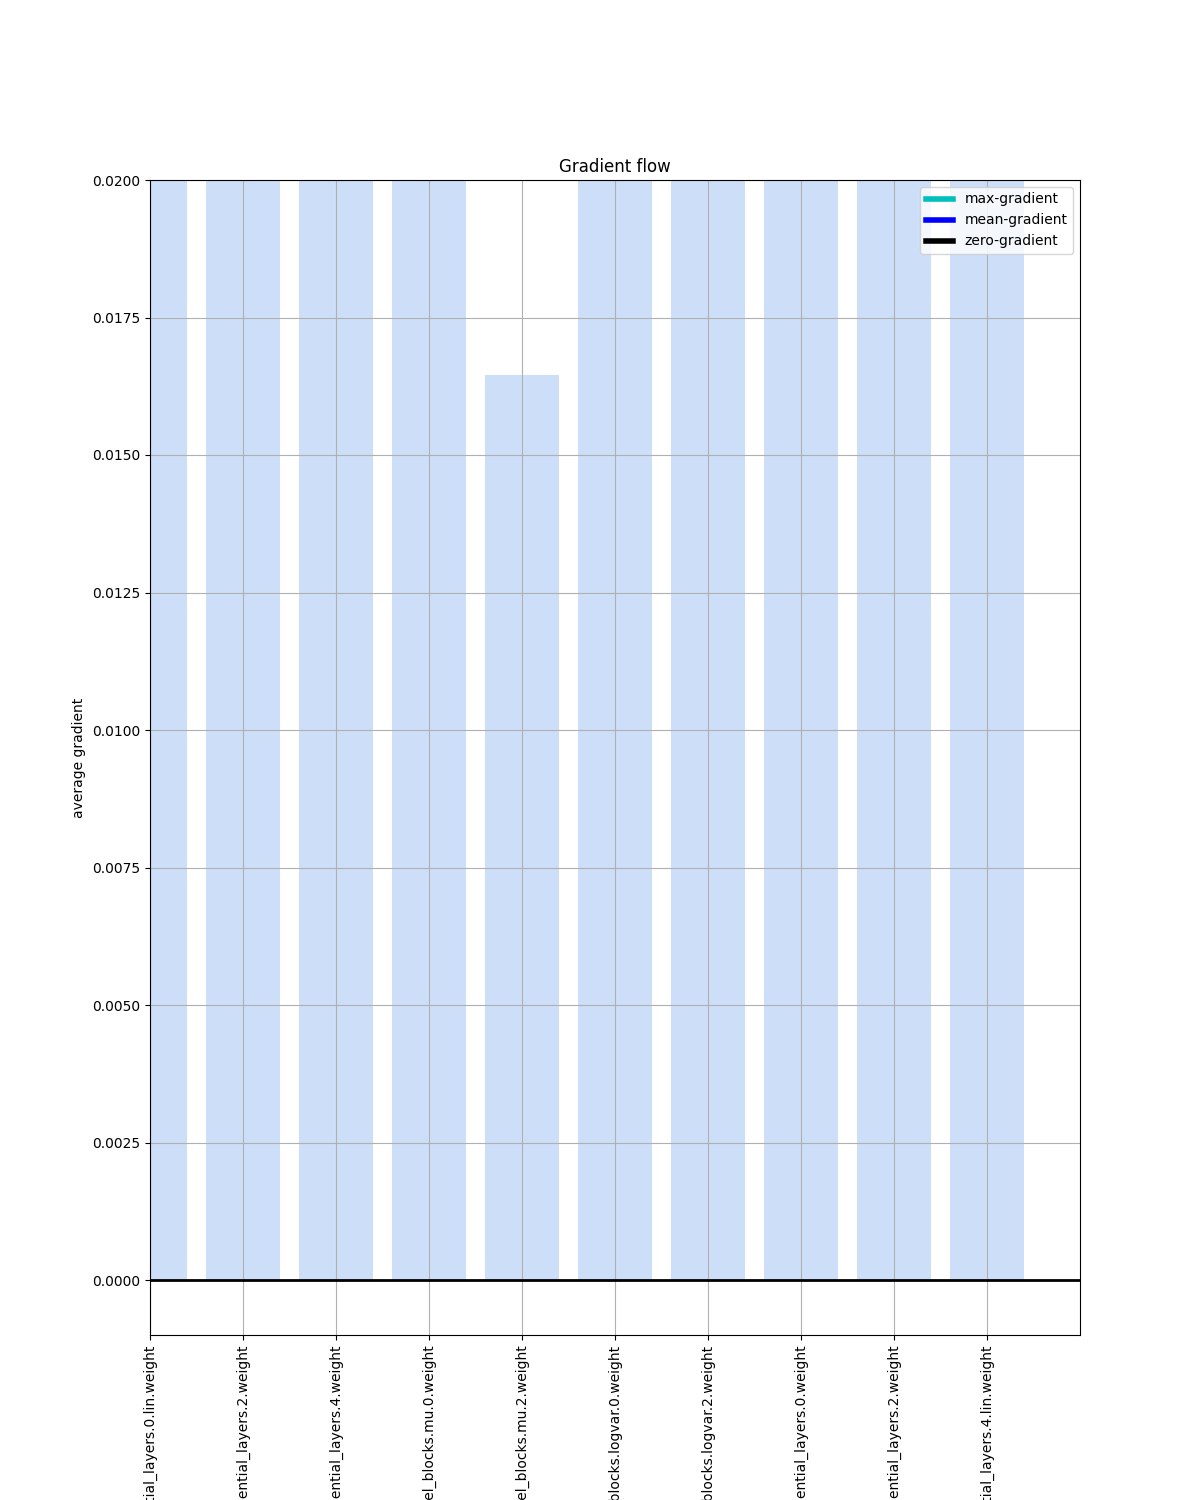 Gradient flow
max-gradient
mean-gradient
zero-gradient
0.0200
0.0175
0.0150
0.0125
0.0100
0.0075
0.0050
0.0025
0.0000
average gradient
tial_layers.0.lin.weight
ential_layers.2.weight
ential_layers.4.weight
el_blocks.mu.0.weight
el_blocks.mu.2.weight
blocks.logvar.0.weight
blocks.logvar.2.weight
ential_layers.0.weight
ential_layers.2.weight
tial_layers.4.lin.weight